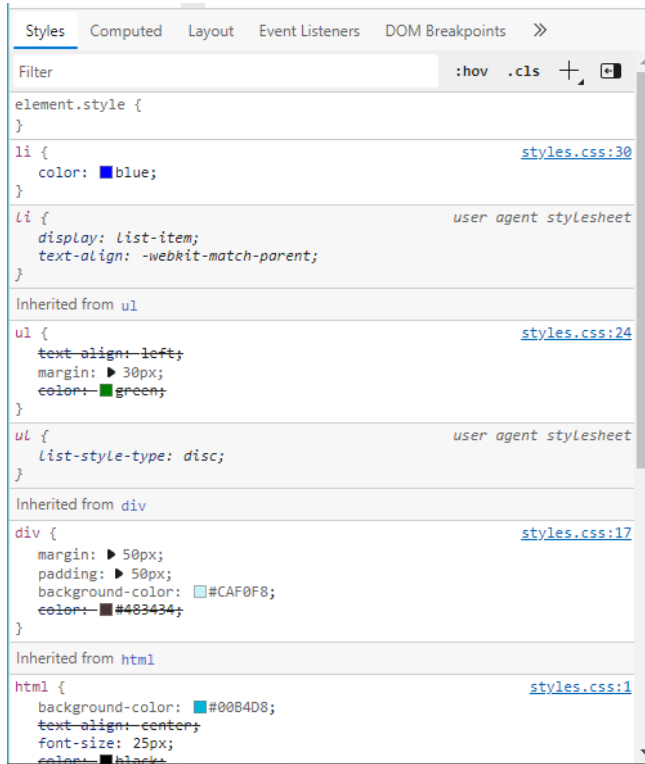 Styles Computed Layout Event Listeners DOM Breakpoints
Filter :hov .cls
element.style {
}
li { styles.css:30
color: blue;
}
li { user agent stylesheet
display: list-item;
text-align: -webkit-match-parent;
}
Inherited from ul
ul { styles.css:24
text-align: left;
margin: 30px;
color: green;
}
ul { user agent stylesheet
list-style-type: disc;
}
Inherited from div
div { styles.css:17
margin: 50px;
padding: 50px;
background-color: #CAF0F8;
color: #483434;
}
Inherited from html
html { styles.css:1
background-color: #00B4D8;
text-align: center;
font-size: 25px;
color: black;